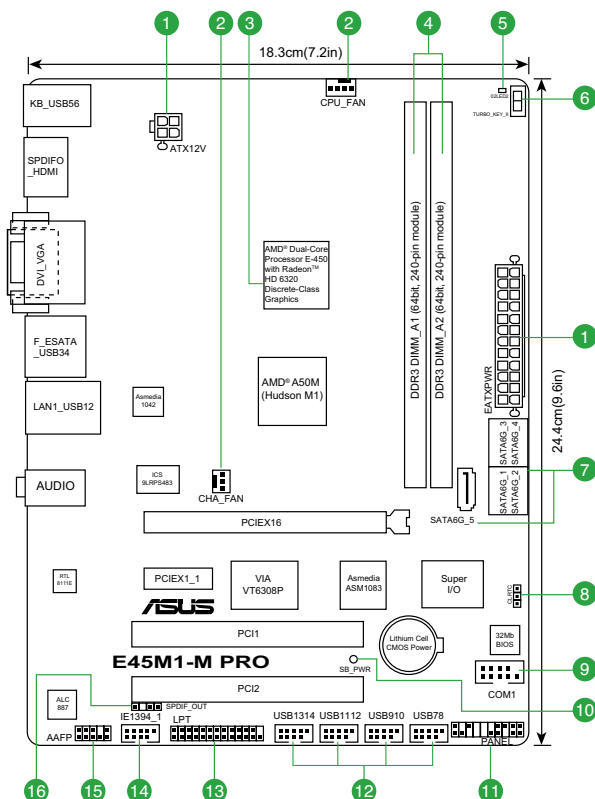 1
2
3
2
4
5
18.3cm(7.2in)
KB_USB56
CPU_FAN
02LED2
6
TURBO_KEY_II
ATX12V
SPDIFO
_HDMI
DVI_VGA
AMD® Dual-Core
Processor E-450
with Radeon™
HD 6320
Discrete-Class
Graphics
DDR3 DIMM_A1 (64bit, 240-pin module)
DDR3 DIMM_A2 (64bit, 240-pin module)
EATXPWR
1
24.4cm(9.6in)
F_ESATA
_USB34
AMD® A50M
(Hudson M1)
LAN1_USB12
Asmedia
1042
SATA6G_3
SATA6G_4
SATA6G_1
SATA6G_2
7
AUDIO
ICS
9LRPS483
2
CHA_FAN
SATA6G_5
PCIEX16
RTL
8111E
PCIEX1_1
VIA
VT6308P
Asmedia
ASM1083
Super
I/O
CLRTC
8
ASUS
PCI1
Lithium Cell
CMOS Power
32Mb
BIOS
E45M1-M PRO
SB_PWR
9
COM1
PCI2
10
ALC
887
SPDIF_OUT
AAFP
IE1394_1
LPT
USB1314
USB1112
USB910
USB78
PANEL
16
15
14
13
12
11